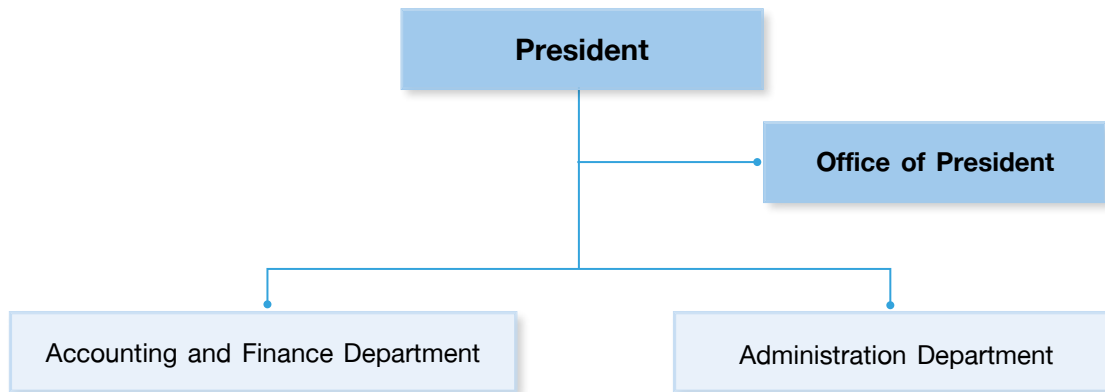 President
Office of President
Accounting and Finance Department
Administration Department